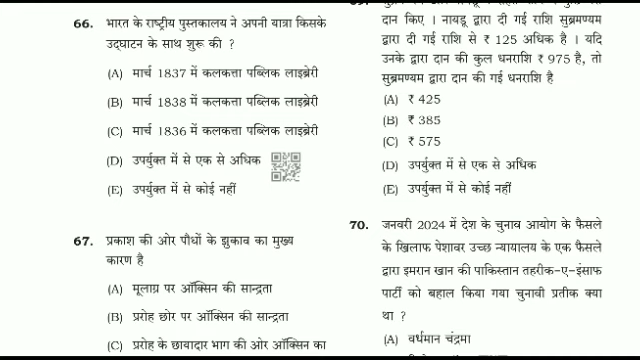 66. भारत के राष्ट्रीय पुस्तकालय ने अपनी यात्रा किसके
उद्घाटन के साथ शुरू की ?
(A) मार्च 1837 में कलकत्ता पब्लिक लाइब्रेरी
(B) मार्च 1838 में कलकत्ता पब्लिक लाइब्रेरी
(C) मार्च 1836 में कलकत्ता पब्लिक लाइब्रेरी
(D) उपर्युक्त में से एक से अधिक
(E) उपर्युक्त में से कोई नहीं
67. प्रकाश की ओर पौधों के झुकाव का मुख्य
कारण है
(A) मूलाग्र पर ऑक्सिन की सान्द्रता
(B) प्ररोह छोर पर ऑक्सिन की सान्द्रता
(C) प्ररोह के छायादार भाग की ओर ऑक्सिन का
दान किए । नायडू द्वारा दी गई राशि सुब्रमण्यम
द्वारा दी गई राशि से ₹ 125 अधिक है । यदि
उनके द्वारा दान की कुल धनराशि ₹ 975 है, तो
सुब्रमण्यम द्वारा दान की गई धनराशि है
(A) ₹ 425
(B) ₹ 385
(C) ₹ 575
(D) उपर्युक्त में से एक से अधिक
(E) उपर्युक्त में से कोई नहीं
70. जनवरी 2024 में देश के चुनाव आयोग के फैसले
के खिलाफ पेशावर उच्च न्यायालय के एक फैसले
द्वारा इमरान खान की पाकिस्तान तहरीक-ए-इंसाफ
पार्टी को बहाल किया गया चुनावी प्रतीक क्या
था ?
(A) वर्धमान चंद्रमा